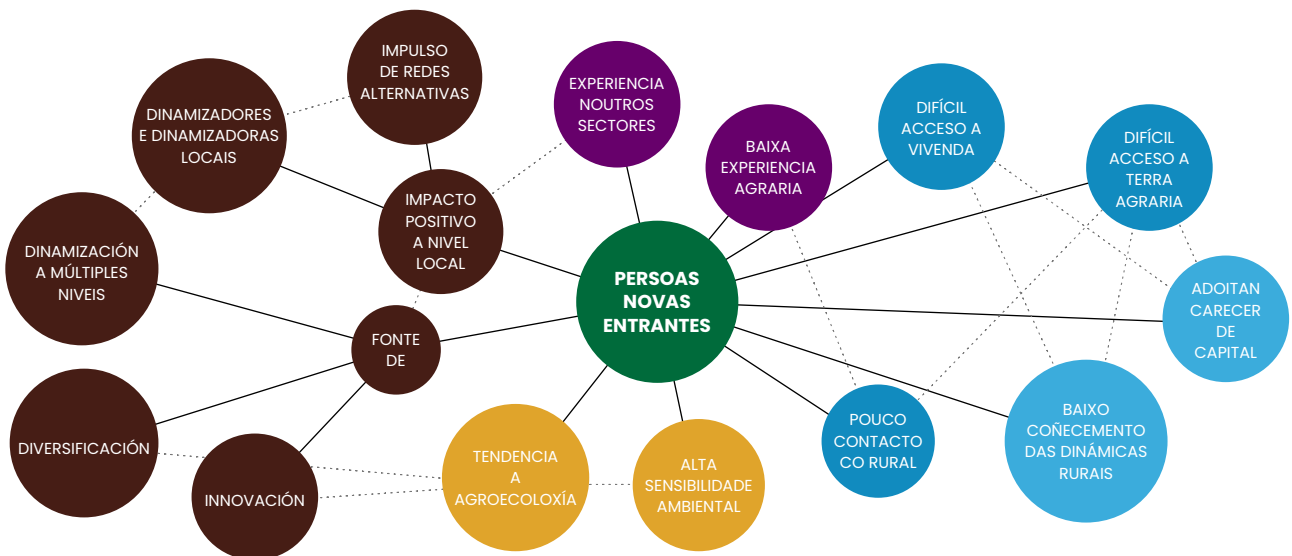 IMPULSO
DE REDES
ALTERNATIVAS
DINAMIZADORES
E DINAMIZADORAS
LOCAIS
EXPERIENCIA
NOUTROS
SECTORES
BAIXA
EXPERIENCIA
AGRARIA
DIFÍCIL
ACCESO A
VIVENDA
DIFÍCIL
ACCESO A
TERRA
AGRARIA
IMPACTO
POSITIVO
A NIVEL
LOCAL
DINAMIZACIÓN
A MÚLTIPLES
NIVEIS
PERSOAS
NOVAS
ENTRANTES
ADOITAN
CARECER
DE
CAPITAL
FONTE
DE
DIVERSIFICACIÓN
INNOVACIÓN
TENDENCIA
A
AGROECOLOXÍA
ALTA
SENSIBILIDADE
AMBIENTAL
POUCO
CONTACTO
CO RURAL
BAIXO
COÑECEMENTO
DAS DINÁMICAS
RURAIS